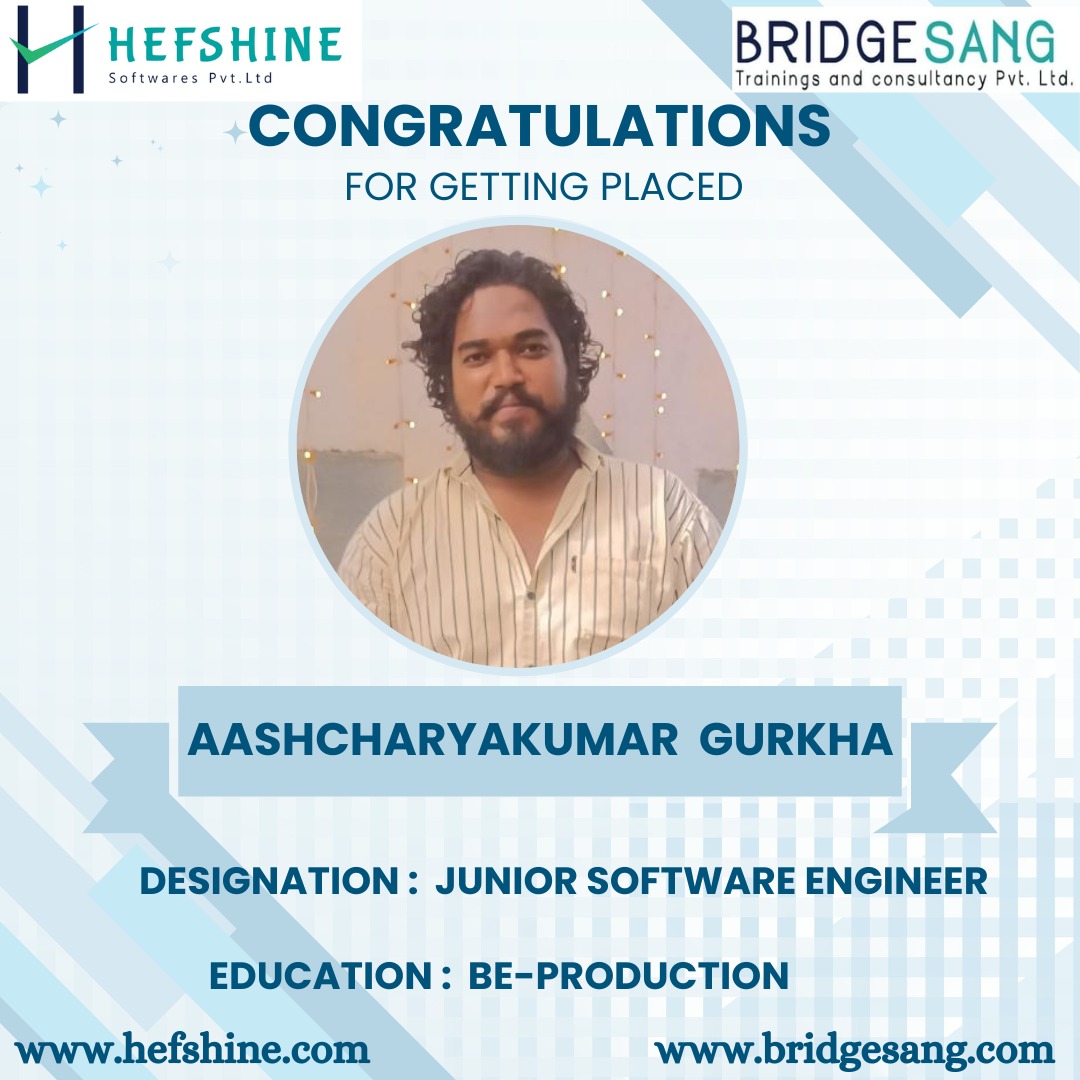 HEFSHINE
Softwares Pvt.Ltd
BRIDGESANG
Trainings and consultancy Pvt. Ltd.
CONGRATULATIONS
FOR GETTING PLACED
AASHCHARYAKUMAR GURKHA
DESIGNATION : JUNIOR SOFTWARE ENGINEER
EDUCATION : BE-PRODUCTION
www.hefshine.com
www.bridgesang.com